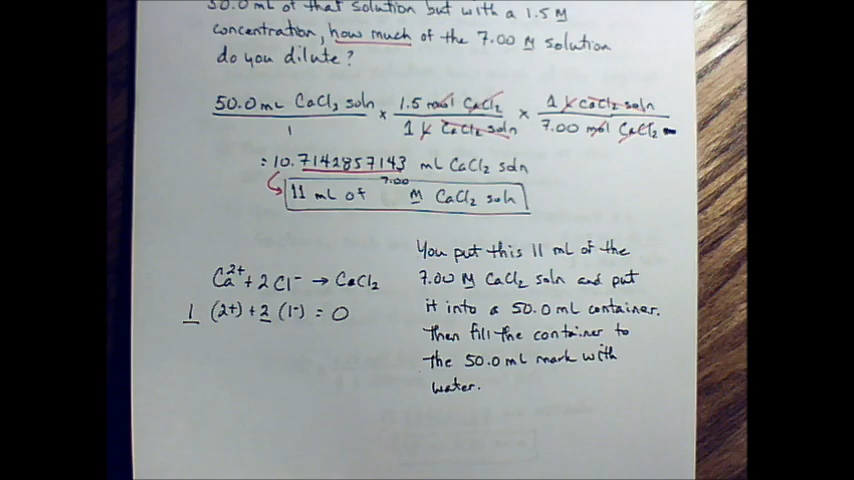 50.0 mL of that solution but with a 1.5 M
concentration, how much of the 7.00 M solution
do you dilute?
50.0 mL CaCl₂ soln × 1.5 mol CaCl₂ × 1 L CaCl₂ soln
1 1 L CaCl₂ soln 7.00 mol CaCl₂
= 10.7142857143 mL CaCl₂ soln
11 mL of 7.00 M CaCl₂ soln
Ca²⁺ + 2 Cl⁻ → CaCl₂
1 (2+) + 2 (1-) = 0
You put this 11 ml of the
7.00 M CaCl₂ soln and put
it into a 50.0 mL container.
Then fill the container to
the 50.0 mL mark with
water.